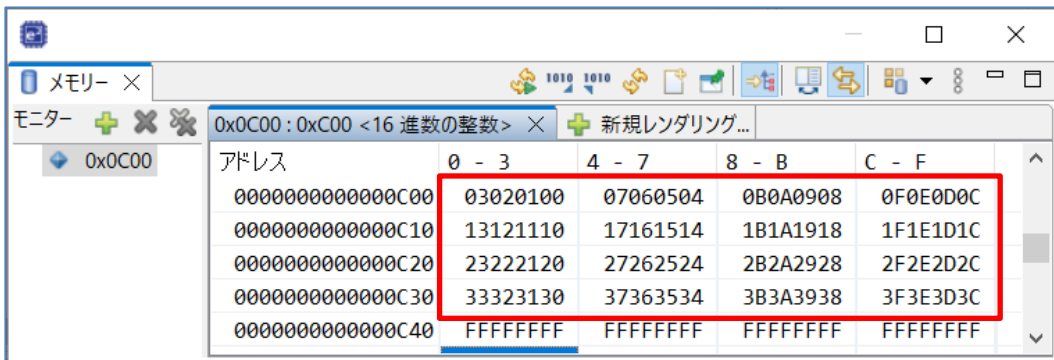 e²
メモリー
1010 1010
モニター
0x0C00 : 0xC00 <16 進数の整数>
新規レンダリング...
0x0C00
アドレス 0 - 3 4 - 7 8 - B C - F
0000000000000C00 03020100 07060504 0B0A0908 0F0E0D0C
0000000000000C10 13121110 17161514 1B1A1918 1F1E1D1C
0000000000000C20 23222120 27262524 2B2A2928 2F2E2D2C
0000000000000C30 33323130 37363534 3B3A3938 3F3E3D3C
0000000000000C40 FFFFFFFF FFFFFFFF FFFFFFFF FFFFFFFF